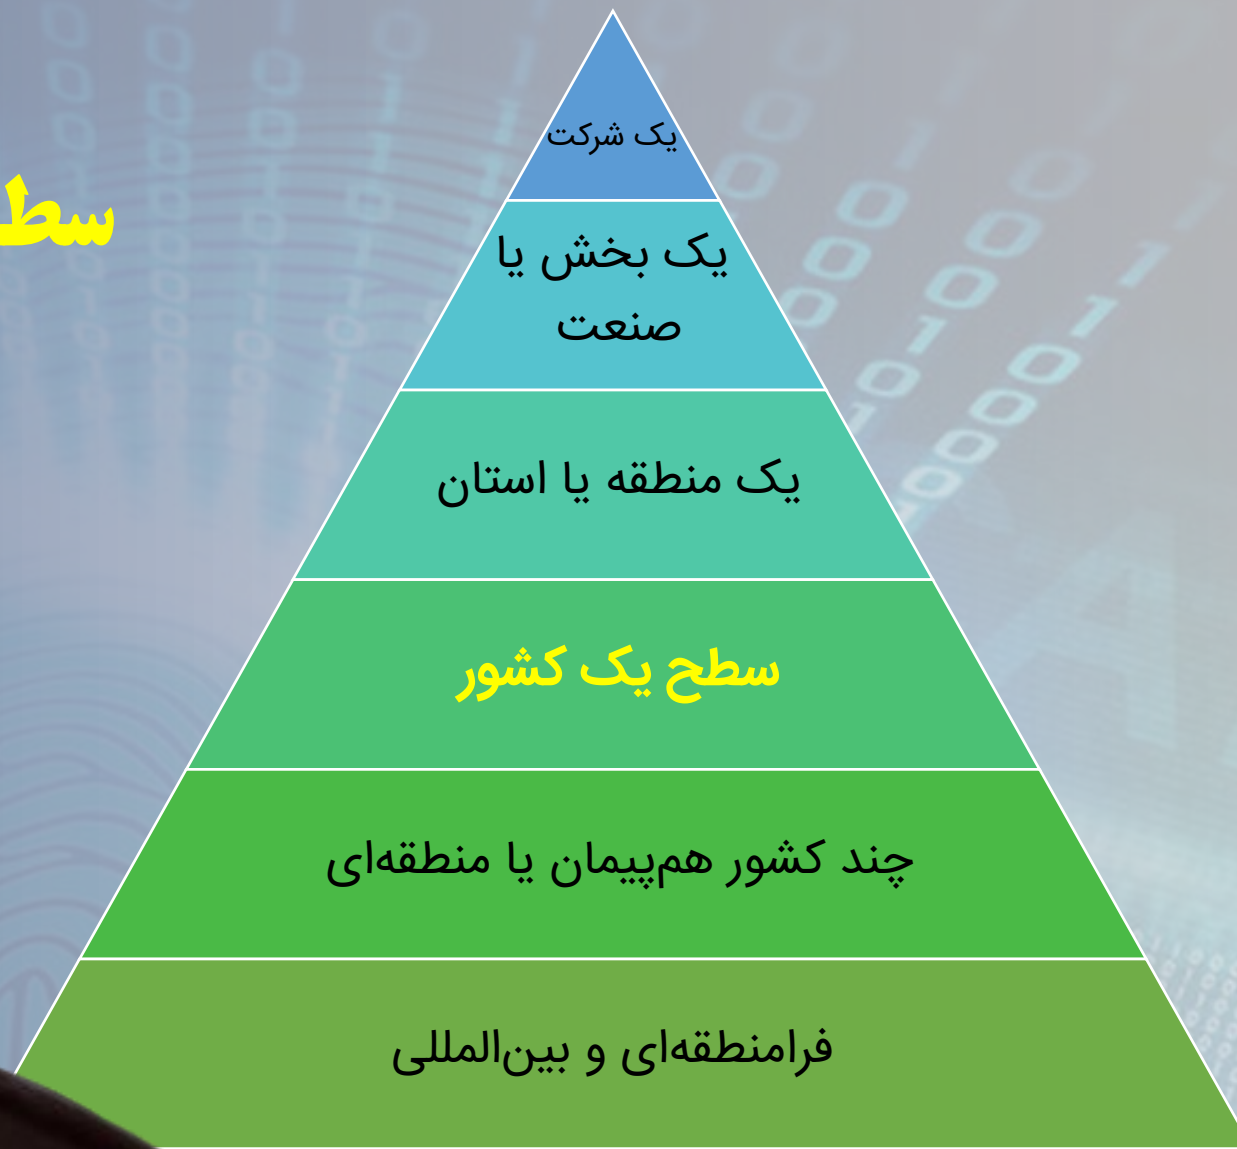 یک شرکت
یک بخش یا
صنعت
یک منطقه یا استان
سطح یک کشور
چند کشور هم‌پیمان یا منطقه‌ای
فرامنطقه‌ای و بین‌المللی